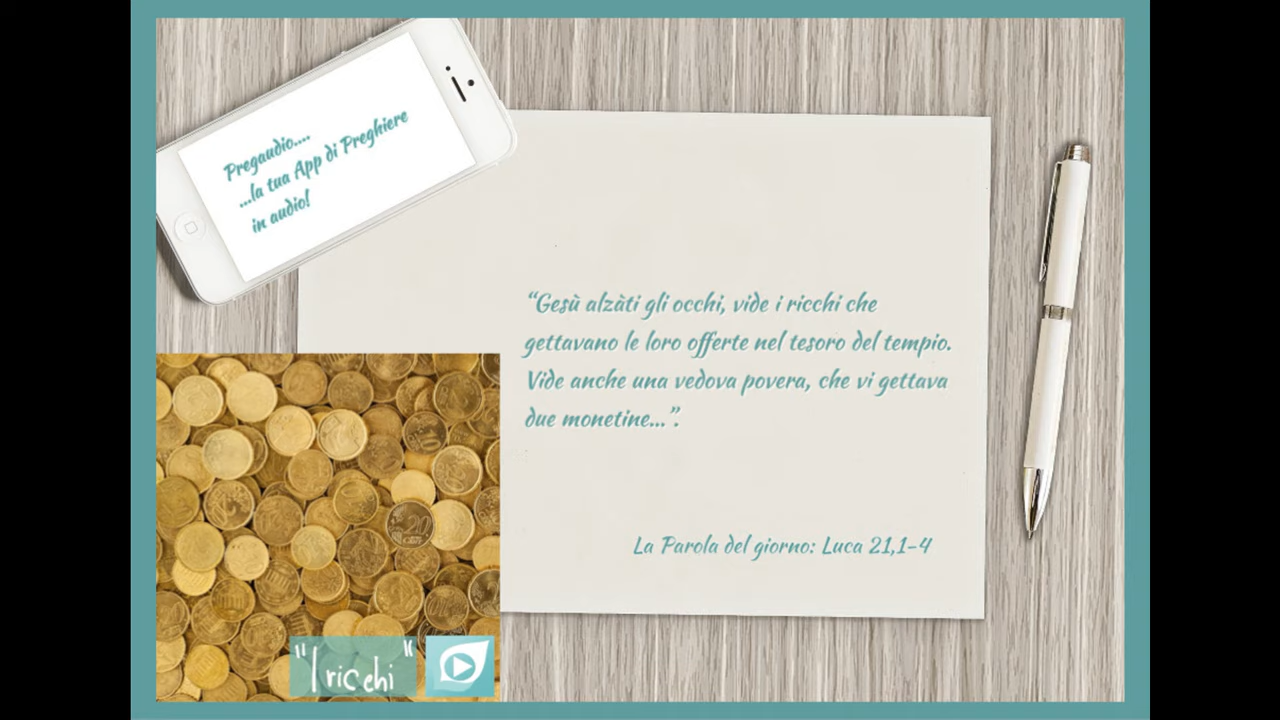 Pregaudio....
...la tua App di Preghiere
in audio!
“Gesù alzàti gli occhi, vide i ricchi che
gettavano le loro offerte nel tesoro del tempio.
Vide anche una vedova povera, che vi gettava
due monetine...”.
La Parola del giorno: Luca 21,1-4
20
"I ricchi"